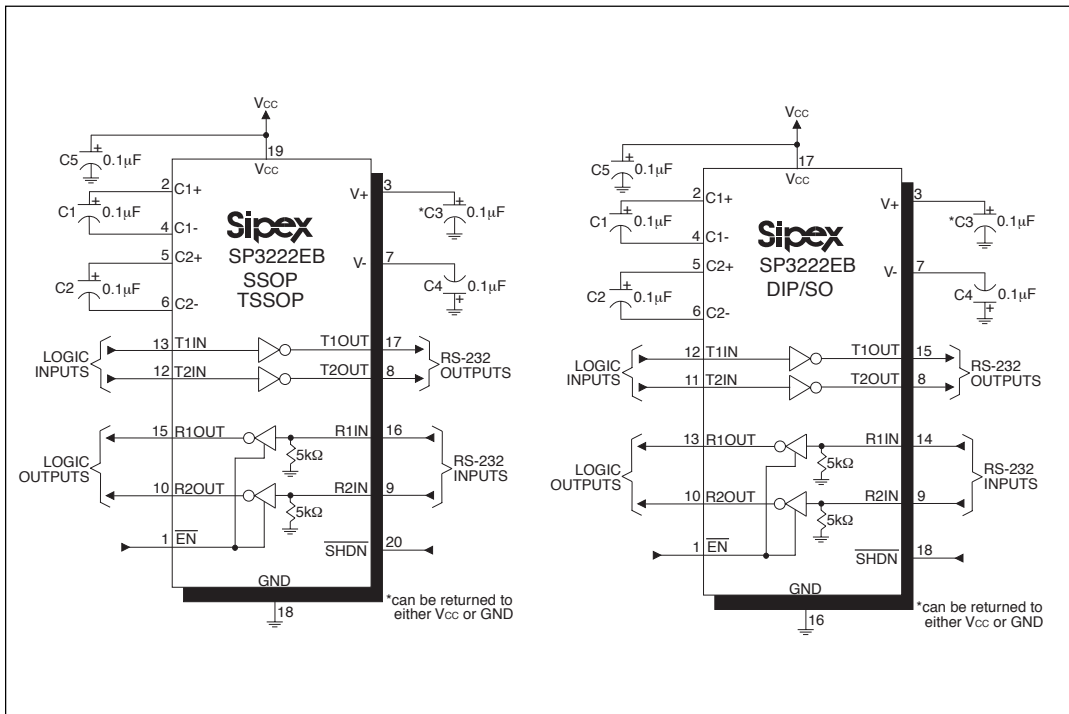 VCC
19
VCC
C5 + 0.1µF
2 C1+
C1 + 0.1µF
4 C1-
5 C2+
C2 + 0.1µF
6 C2-
Sipex
SP3222EB
SSOP
TSSOP
V+ 3
*C3 + 0.1µF
V- 7
C4 + 0.1µF
LOGIC
INPUTS
13 T1IN T1OUT 17
12 T2IN T2OUT 8
RS-232
OUTPUTS
LOGIC
OUTPUTS
15 R1OUT R1IN 16
5kΩ
10 R2OUT R2IN 9
5kΩ
RS-232
INPUTS
1 EN
SHDN 20
GND
18
*can be returned to
either VCC or GND
VCC
17
VCC
C5 + 0.1µF
2 C1+
C1 + 0.1µF
4 C1-
5 C2+
C2 + 0.1µF
6 C2-
Sipex
SP3222EB
DIP/SO
V+ 3
*C3 + 0.1µF
V- 7
C4 + 0.1µF
LOGIC
INPUTS
12 T1IN T1OUT 15
11 T2IN T2OUT 8
RS-232
OUTPUTS
LOGIC
OUTPUTS
13 R1OUT R1IN 14
5kΩ
10 R2OUT R2IN 9
5kΩ
RS-232
INPUTS
1 EN
SHDN 18
GND
16
*can be returned to
either VCC or GND